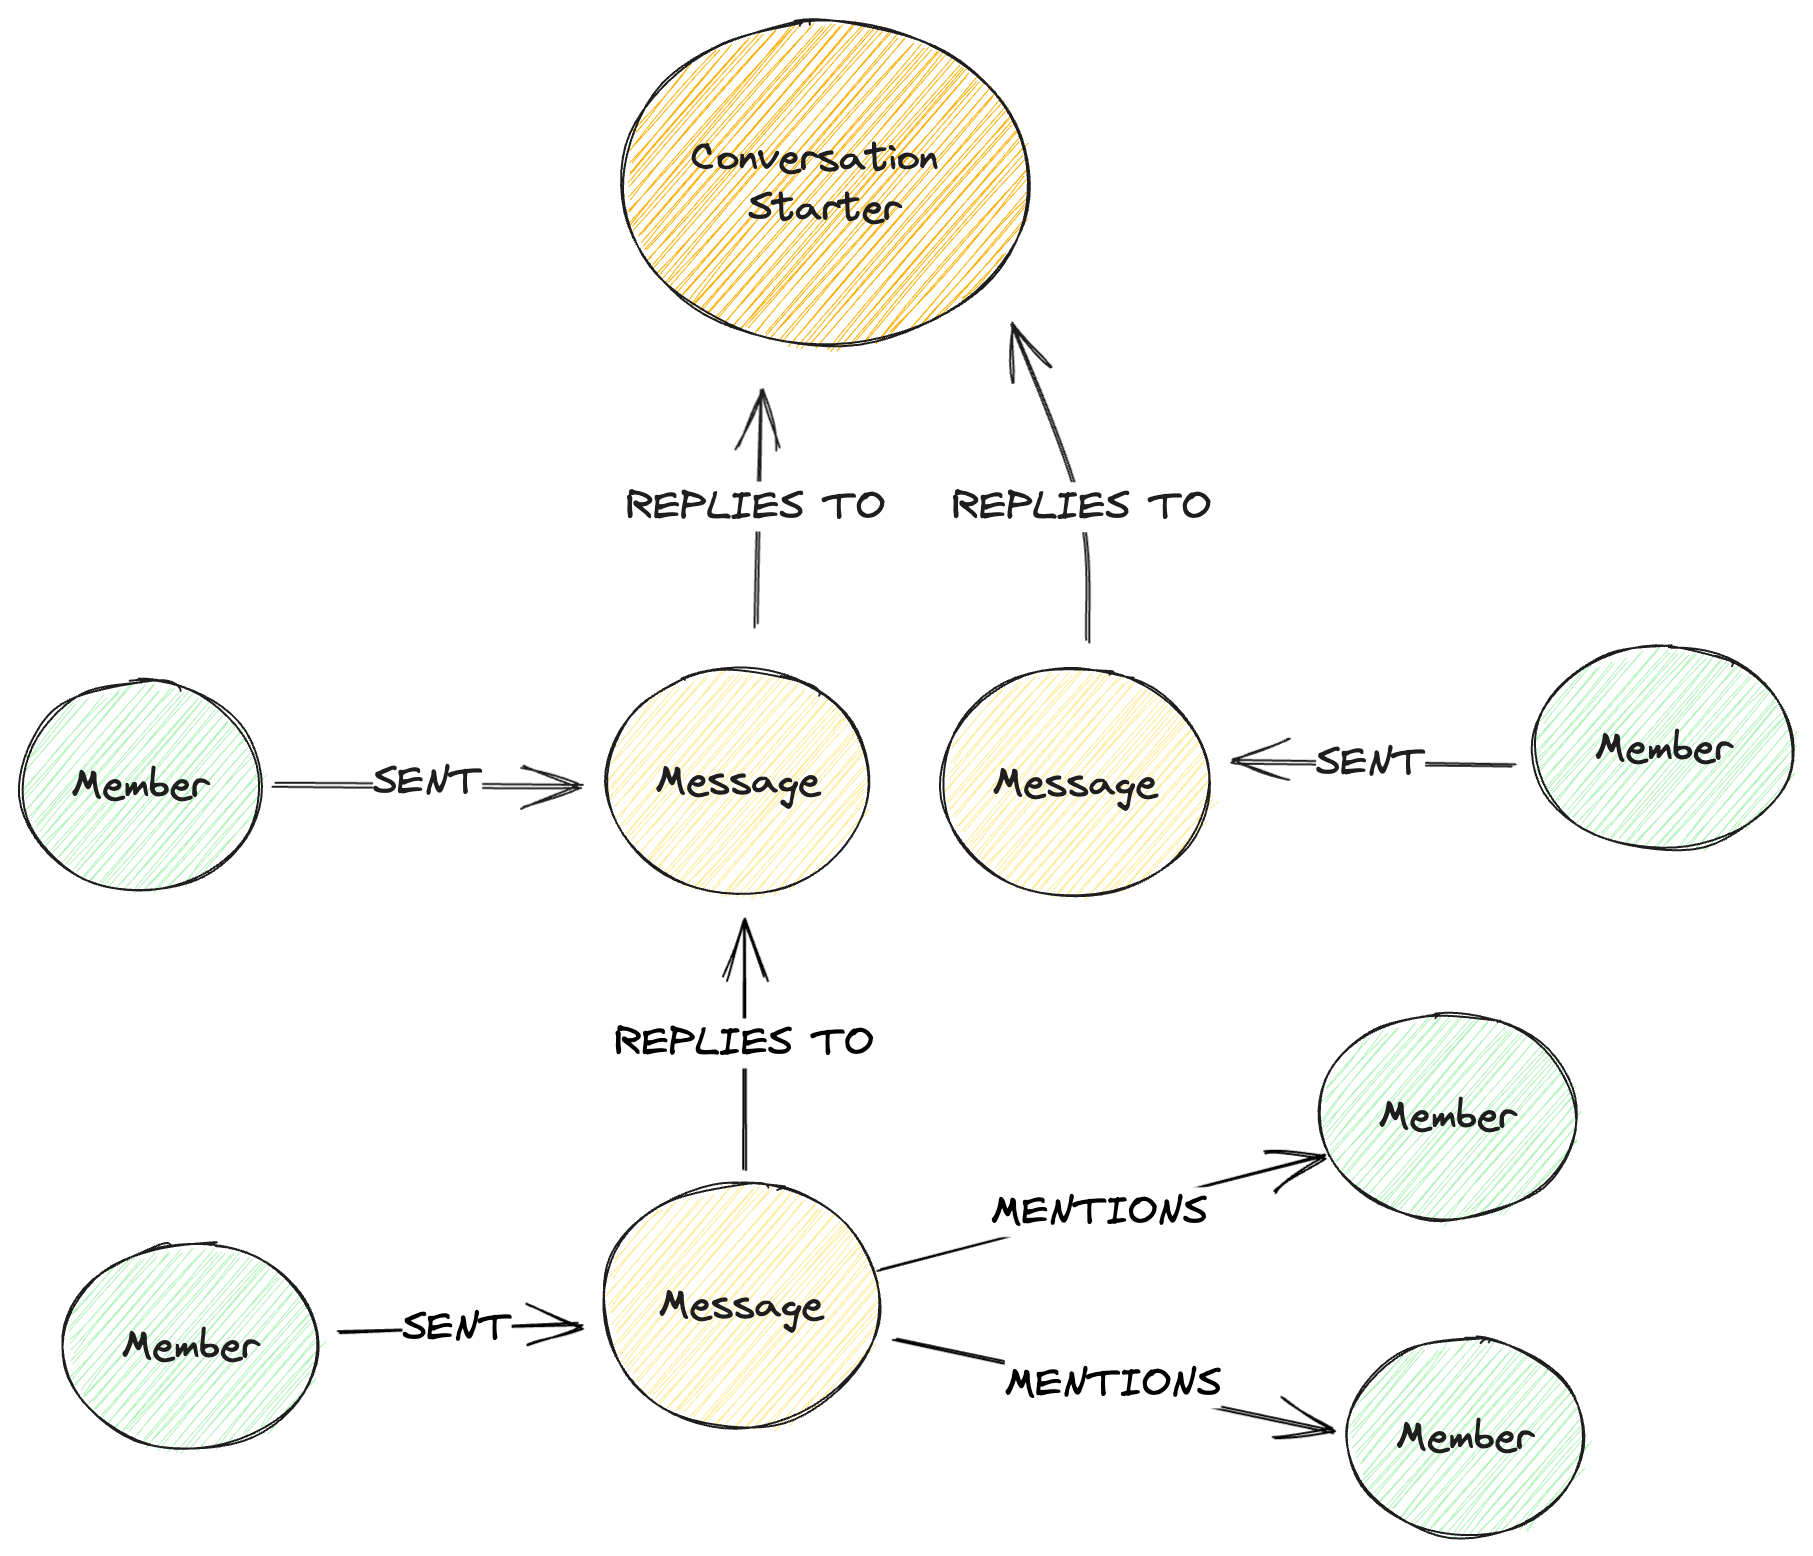 Conversation
Starter
REPLIES TO
REPLIES TO
Member
SENT
Message
Message
SENT
Member
REPLIES TO
Member
MENTIONS
Member
SENT
Message
MENTIONS
Member